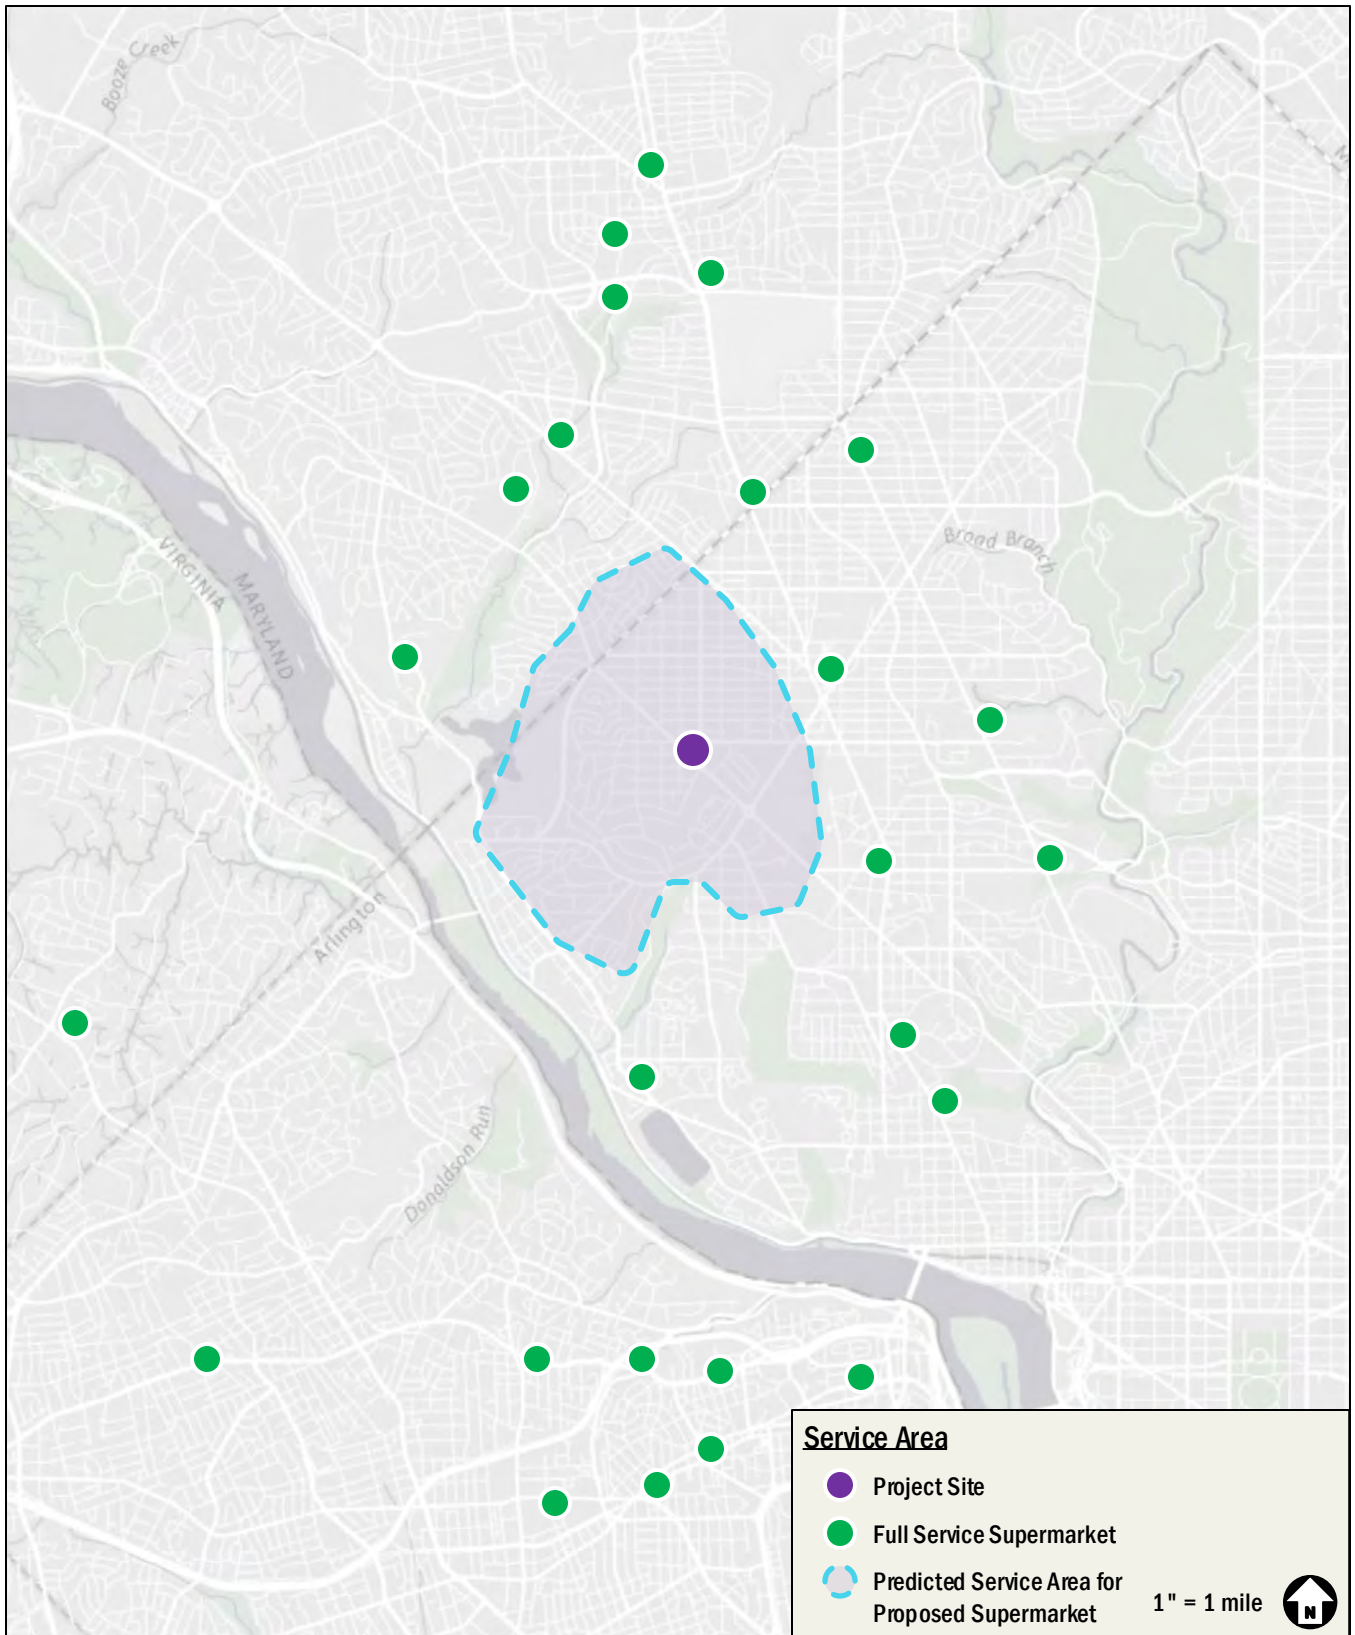 Booze Creek
M
Broad Branch
VIRGINIA
MARYLAND
Arlington
Donaldson Run
Service Area
Project Site
Full Service Supermarket
Predicted Service Area for
Proposed Supermarket
1" = 1 mile
N